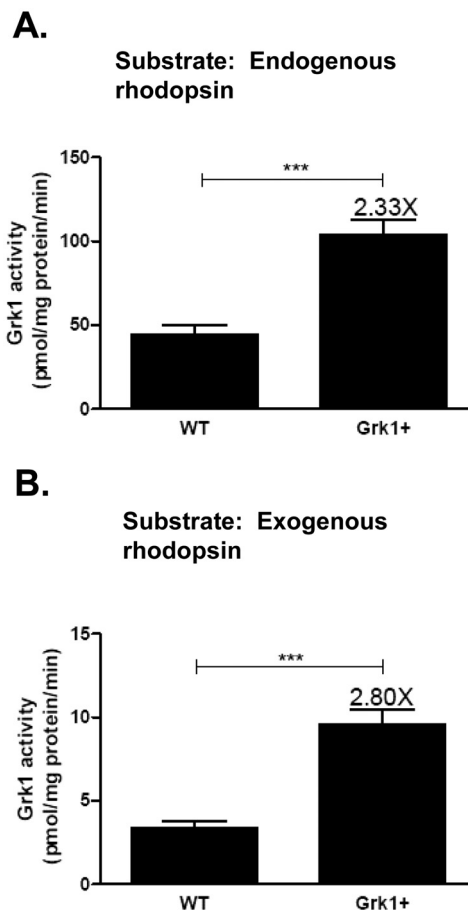 A.
Substrate: Endogenous
rhodopsin
Grk1 activity
(pmol/mg protein/min)
150
100
50
0
***
2.33X
WT Grk1+
B.
Substrate: Exogenous
rhodopsin
Grk1 activity
(pmol/mg protein/min)
15
10
5
0
***
2.80X
WT Grk1+